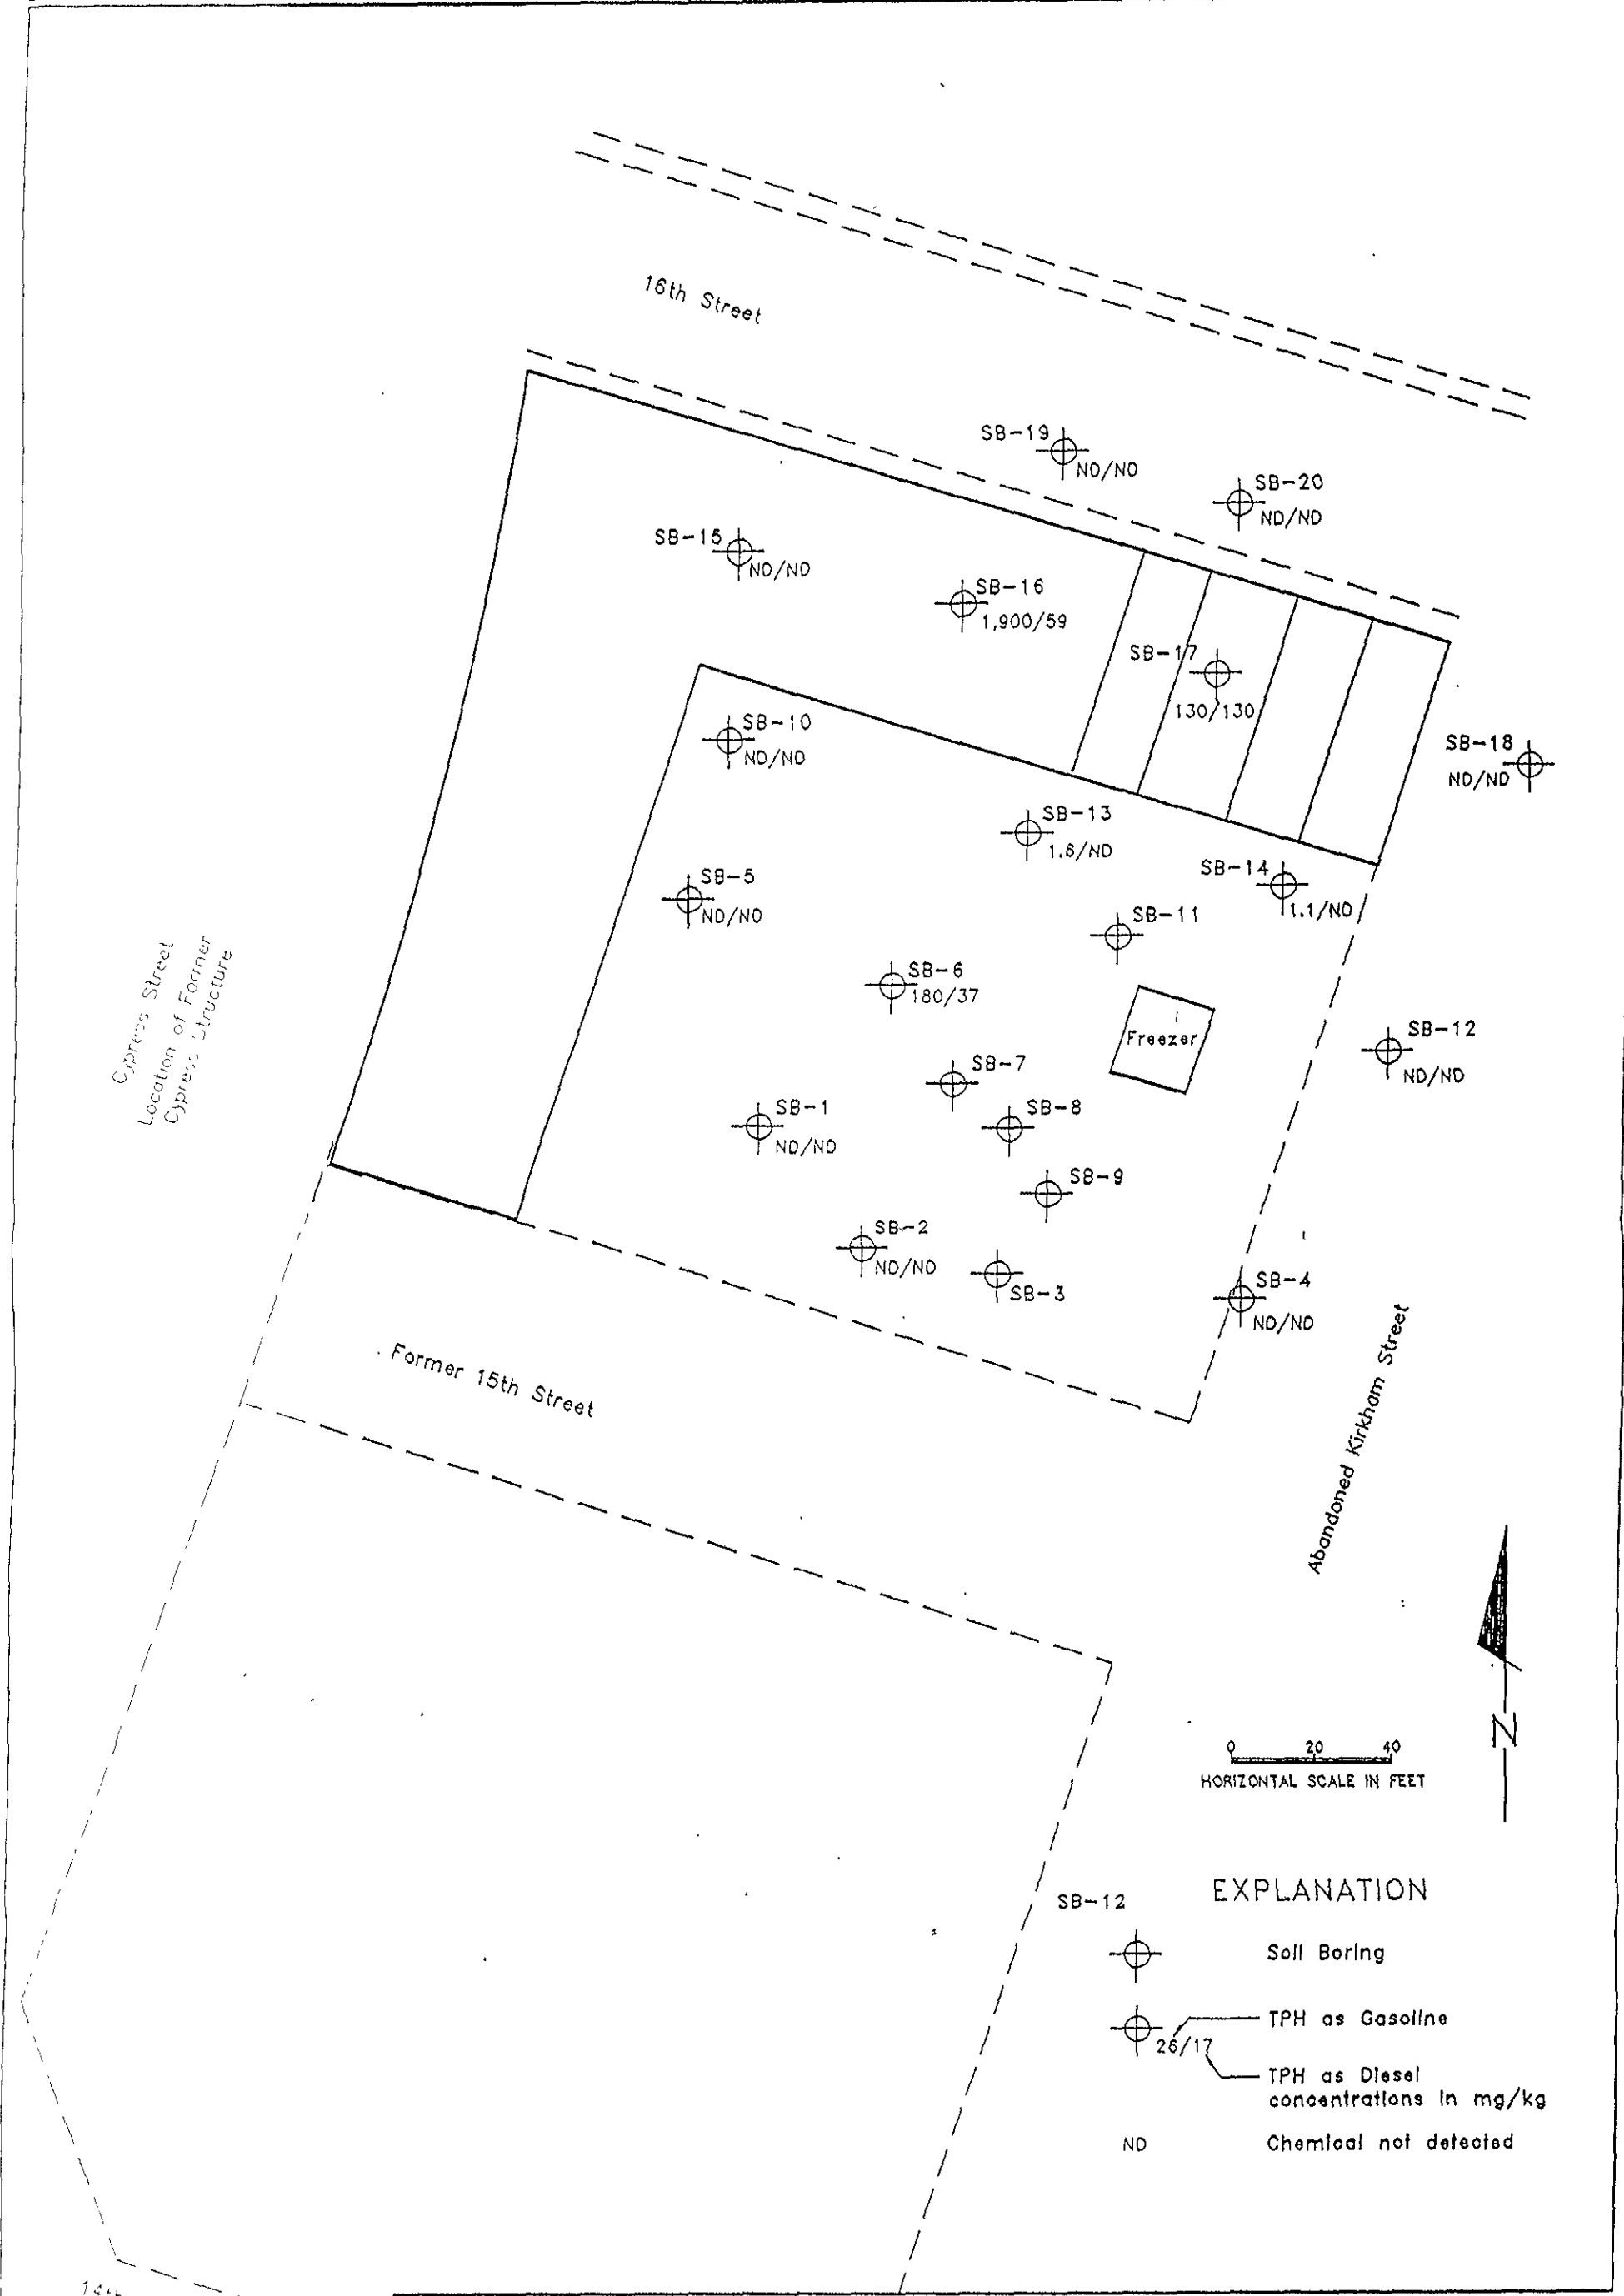 16th Street
SB-19
ND/ND
SB-20
ND/ND
SB-15
ND/ND
SB-16
1,900/59
SB-17
130/130
SB-10
ND/ND
SB-18
ND/ND
SB-13
1.6/ND
SB-14
1.1/ND
SB-5
ND/ND
SB-11
SB-6
180/37
Freezer
SB-12
ND/ND
Cypress Street
Location of Former
Cypress Structure
SB-7
SB-1
ND/ND
SB-8
SB-9
SB-2
ND/ND
SB-3
SB-4
ND/ND
Former 15th Street
Abandoned Kirkham Street
N
0 20 40
HORIZONTAL SCALE IN FEET
EXPLANATION
SB-12
Soil Boring
TPH as Gasoline
26/17
TPH as Diesel
concentrations in mg/kg
ND Chemical not detected